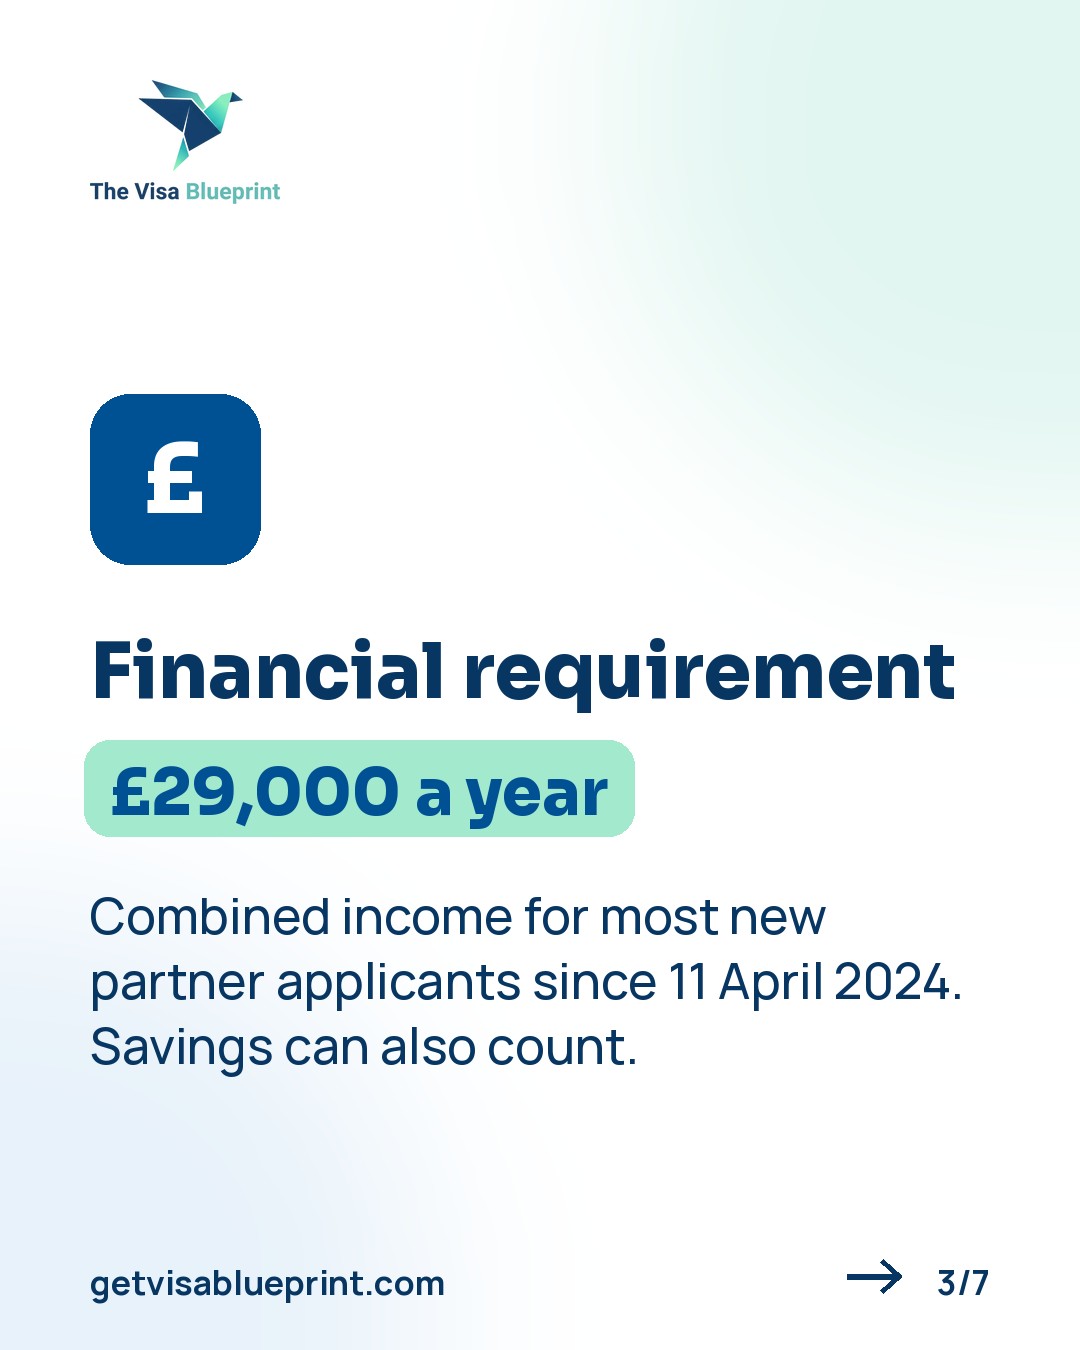 The Visa Blueprint
£
Financial requirement
£29,000 a year
Combined income for most new
partner applicants since 11 April 2024.
Savings can also count.
getvisablueprint.com
→ 3/7